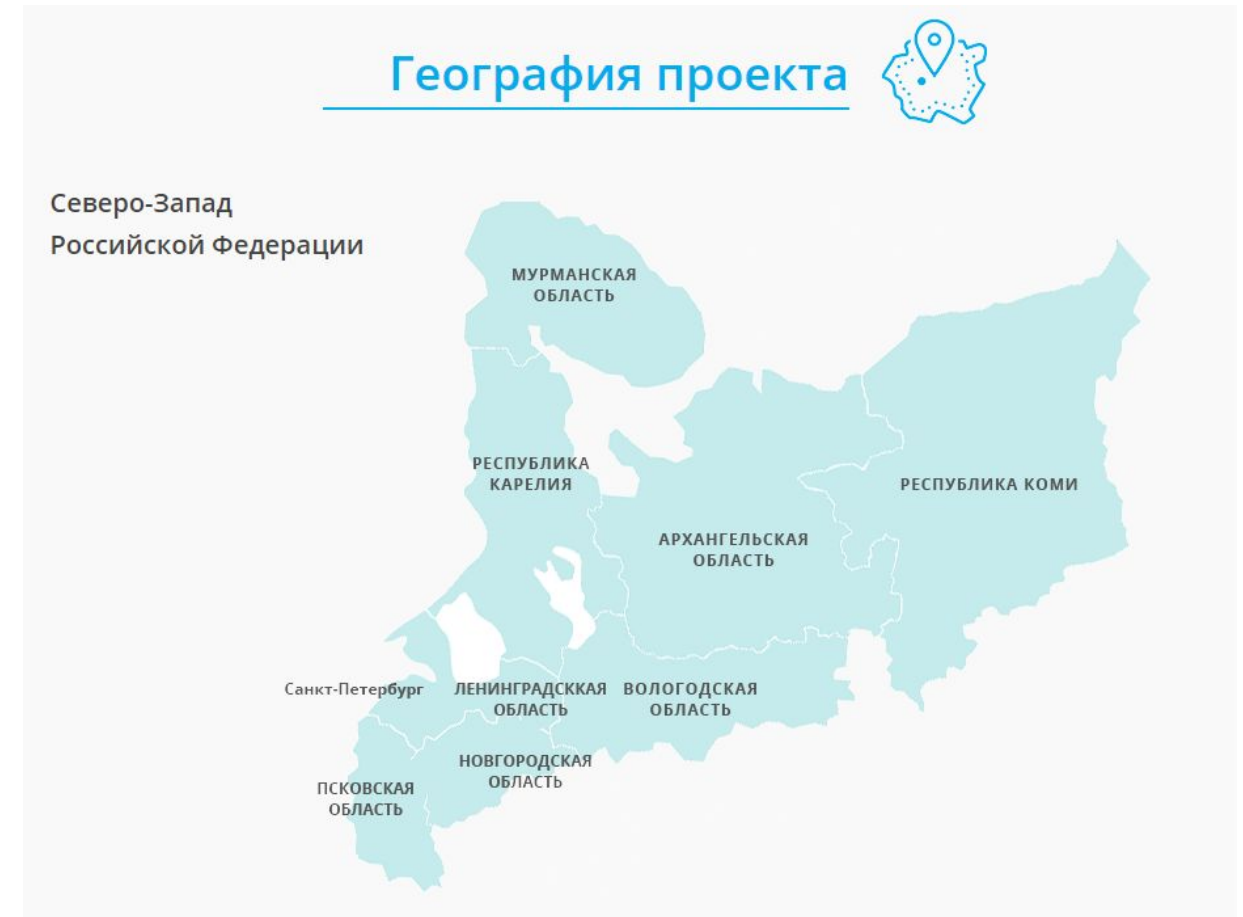 География проекта
Северо-Запад
Российской Федерации
МУРМАНСКАЯ
ОБЛАСТЬ
РЕСПУБЛИКА
КАРЕЛИЯ
РЕСПУБЛИКА КОМИ
АРХАНГЕЛЬСКАЯ
ОБЛАСТЬ
Санкт-Петербург
ЛЕНИНГРАДСККАЯ
ОБЛАСТЬ
ВОЛОГОДСКАЯ
ОБЛАСТЬ
НОВГОРОДСКАЯ
ОБЛАСТЬ
ПСКОВСКАЯ
ОБЛАСТЬ